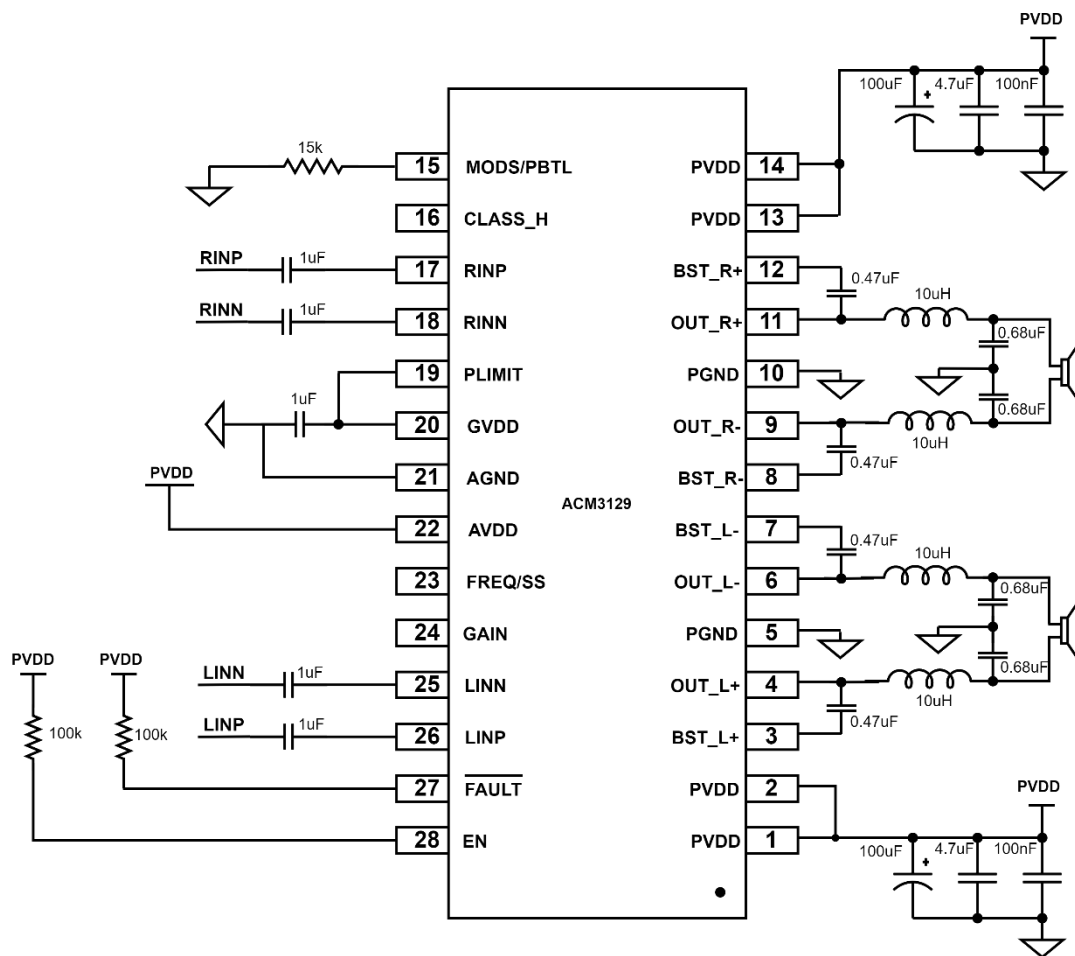 PVDD
100uF + 4.7uF 100nF
15k
15 MODS/PBTL PVDD 14
16 CLASS_H PVDD 13
RINP 1uF 17 RINP BST_R+ 12 0.47uF 10uH
RINN 1uF 18 RINN OUT_R+ 11 0.68uF
19 PLIMIT PGND 10
1uF 20 GVDD OUT_R- 9 0.68uF
10uH
PVDD 21 AGND BST_R- 8 0.47uF
ACM3129
22 AVDD BST_L- 7 0.47uF 10uH
23 FREQ/SS OUT_L- 6 0.68uF
24 GAIN PGND 5
PVDD PVDD
LINN 1uF 25 LINN OUT_L+ 4 0.68uF
10uH
100k 100k LINP 1uF 26 LINP BST_L+ 3 0.47uF
27 FAULT PVDD 2 PVDD
28 EN PVDD 1
100uF + 4.7uF 100nF